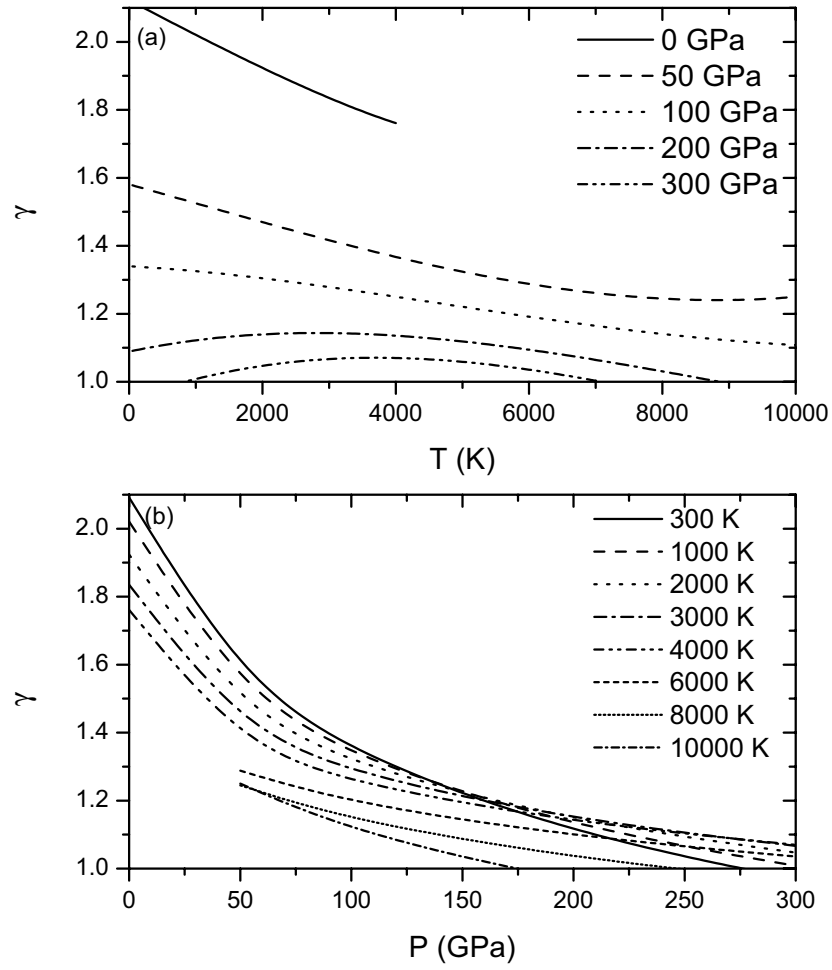 (a)
0 GPa
50 GPa
100 GPa
200 GPa
300 GPa
2.0
1.8
1.6
1.4
1.2
1.0
γ
0 2000 4000 6000 8000 10000
T (K)
(b)
300 K
1000 K
2000 K
3000 K
4000 K
6000 K
8000 K
10000 K
2.0
1.8
1.6
1.4
1.2
1.0
γ
0 50 100 150 200 250 300
P (GPa)